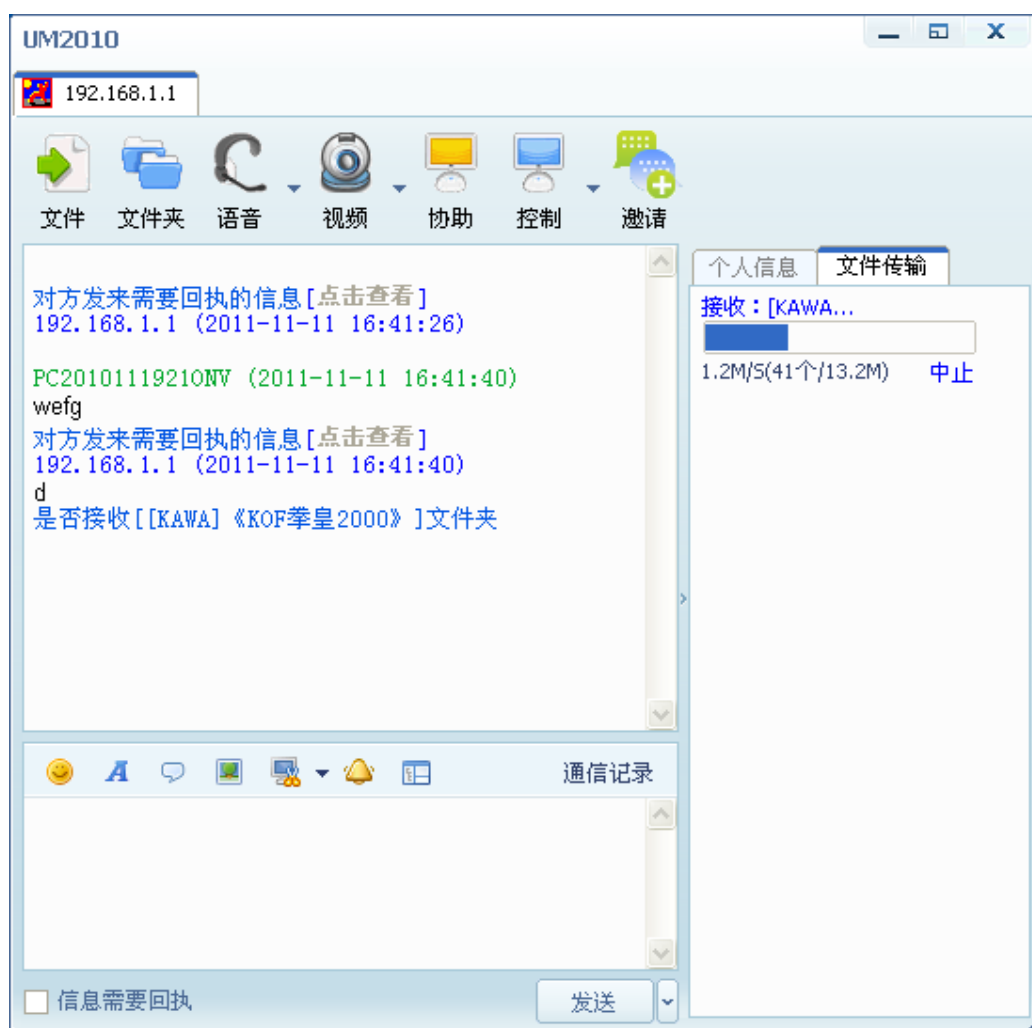 UM2010
192.168.1.1
文件 文件夹 语音 视频 协助 控制 邀请
对方发来需要回执的信息[点击查看]
192.168.1.1 (2011-11-11 16:41:26)
PC20101119210NV (2011-11-11 16:41:40)
wefg
对方发来需要回执的信息[点击查看]
192.168.1.1 (2011-11-11 16:41:40)
d
是否接收[[KAWA]《KOF拳皇2000》]文件夹
个人信息 文件传输
接收：[KAWA...
1.2M/S(41个/13.2M) 中止
通信记录
信息需要回执
发送